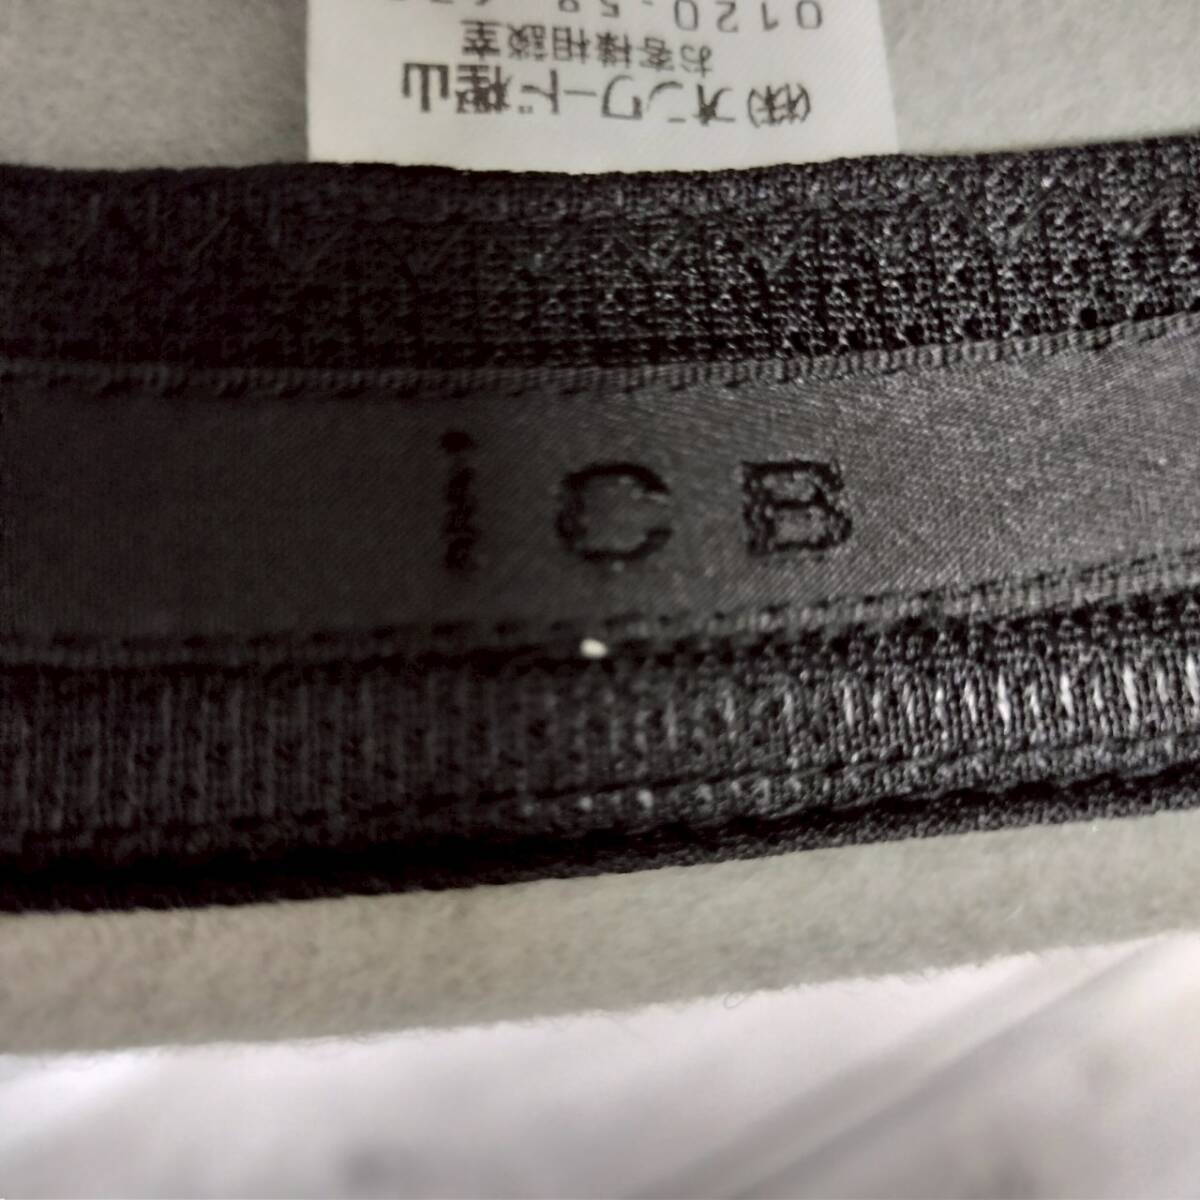 ㈱オンワード樫山
お客様相談室
0120-58-
iCB